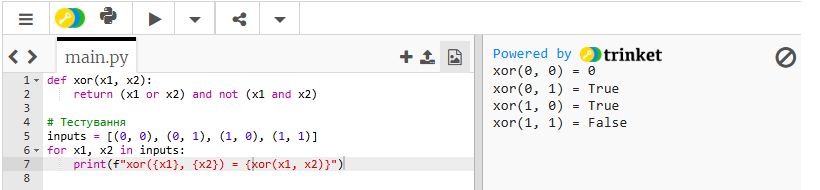 main.py
1 def xor(x1, x2):
2 return (x1 or x2) and not (x1 and x2)
3
4 # Тестування
5 inputs = [(0, 0), (0, 1), (1, 0), (1, 1)]
6 for x1, x2 in inputs:
7 print(f"xor({x1}, {x2}) = {xor(x1, x2)}")
8
Powered by trinket
xor(0, 0) = 0
xor(0, 1) = True
xor(1, 0) = True
xor(1, 1) = False